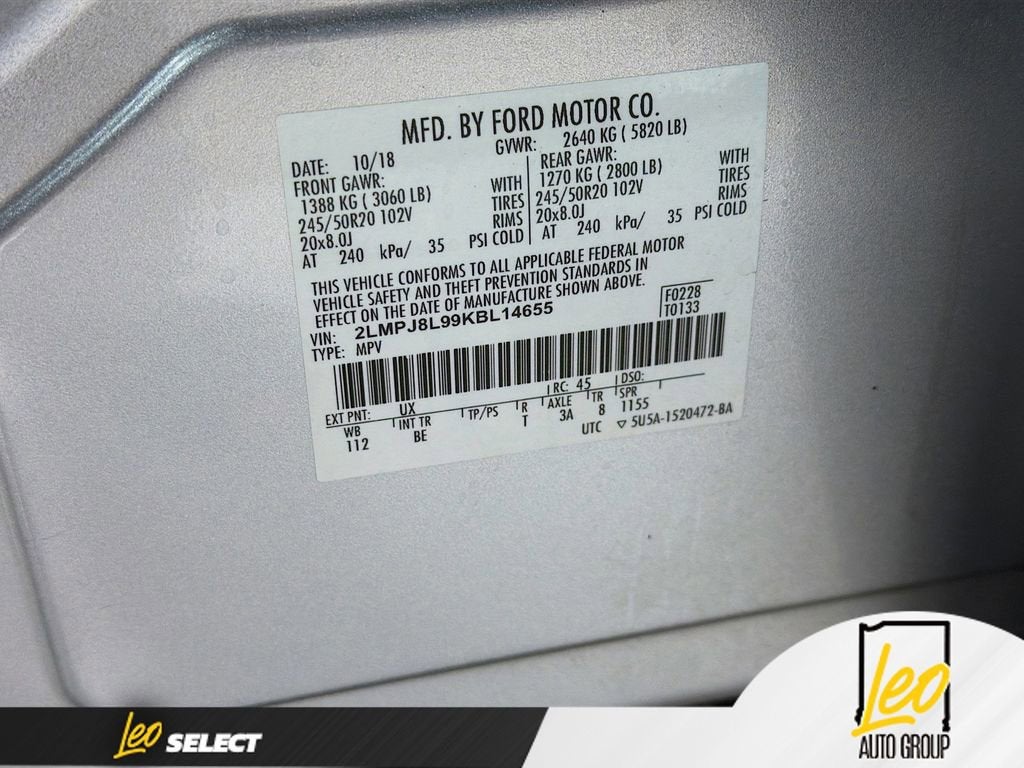 MFD. BY FORD MOTOR CO.
DATE: 10/18 GVWR: 2640 KG ( 5820 LB)
FRONT GAWR: REAR GAWR:
1388 KG ( 3060 LB) WITH 1270 KG ( 2800 LB) WITH
245/50R20 102V TIRES 245/50R20 102V TIRES
20x8.0J RIMS 20x8.0J RIMS
AT 240 kPa/ 35 PSI COLD AT 240 kPa/ 35 PSI COLD
THIS VEHICLE CONFORMS TO ALL APPLICABLE FEDERAL MOTOR
VEHICLE SAFETY AND THEFT PREVENTION STANDARDS IN
EFFECT ON THE DATE OF MANUFACTURE SHOWN ABOVE.
VIN: 2LMPJ8L99KBL14655 F0228
TYPE: MPV T0133
EXT PNT: UX RC: 45 DSO:
WB INT TR TP/PS R AXLE TR SPR
112 BE T 3A 8 1155
UTC ▽ 5U5A-1520472-BA
Leo SELECT
Leo
AUTO GROUP